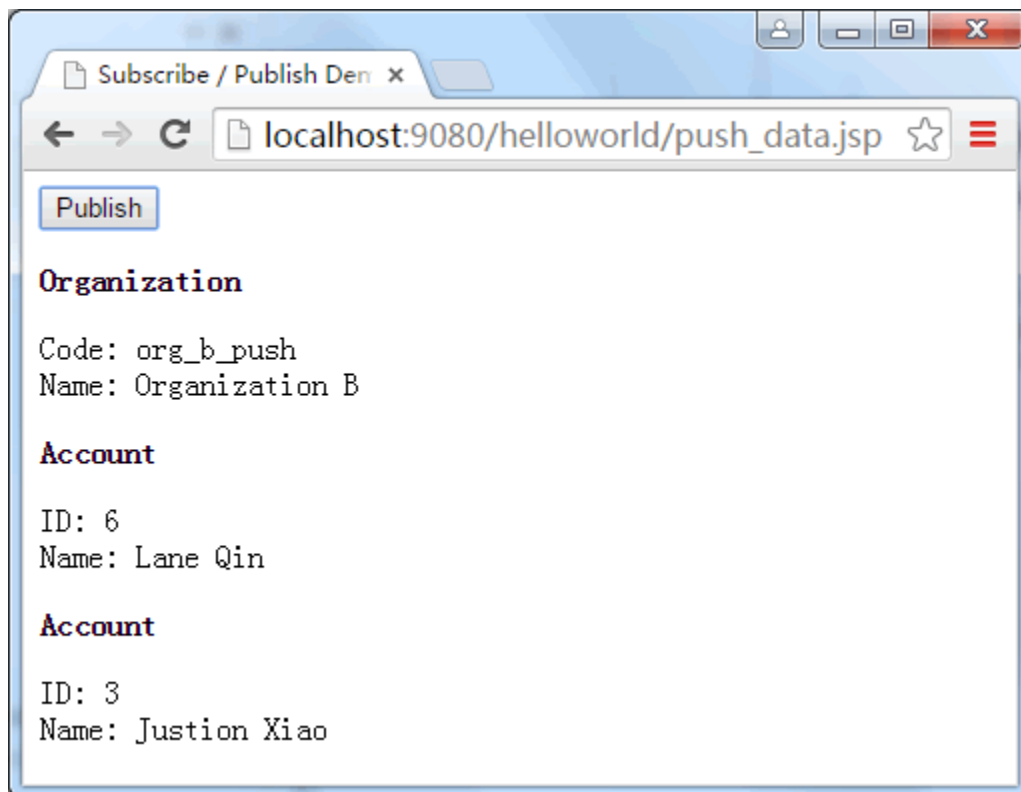 Subscribe / Publish Den
localhost:9080/helloworld/push_data.jsp
Publish
Organization
Code: org_b_push
Name: Organization B
Account
ID: 6
Name: Lane Qin
Account
ID: 3
Name: Justion Xiao